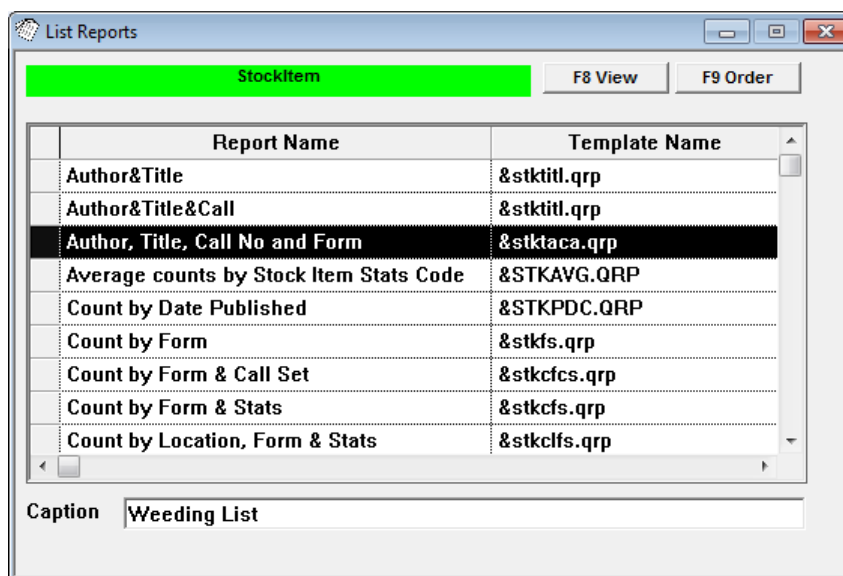 List Reports
StockItem F8 View F9 Order
Report Name Template Name
Author&Title &stktitl.qrp
Author&Title&Call &stktitl.qrp
Author, Title, Call No and Form &stktaca.qrp
Average counts by Stock Item Stats Code &STKAVG.QRP
Count by Date Published &STKPDC.QRP
Count by Form &stkfs.qrp
Count by Form & Call Set &stkcfcs.qrp
Count by Form & Stats &stkcfs.qrp
Count by Location, Form & Stats &stkclfs.qrp
Caption Weeding List